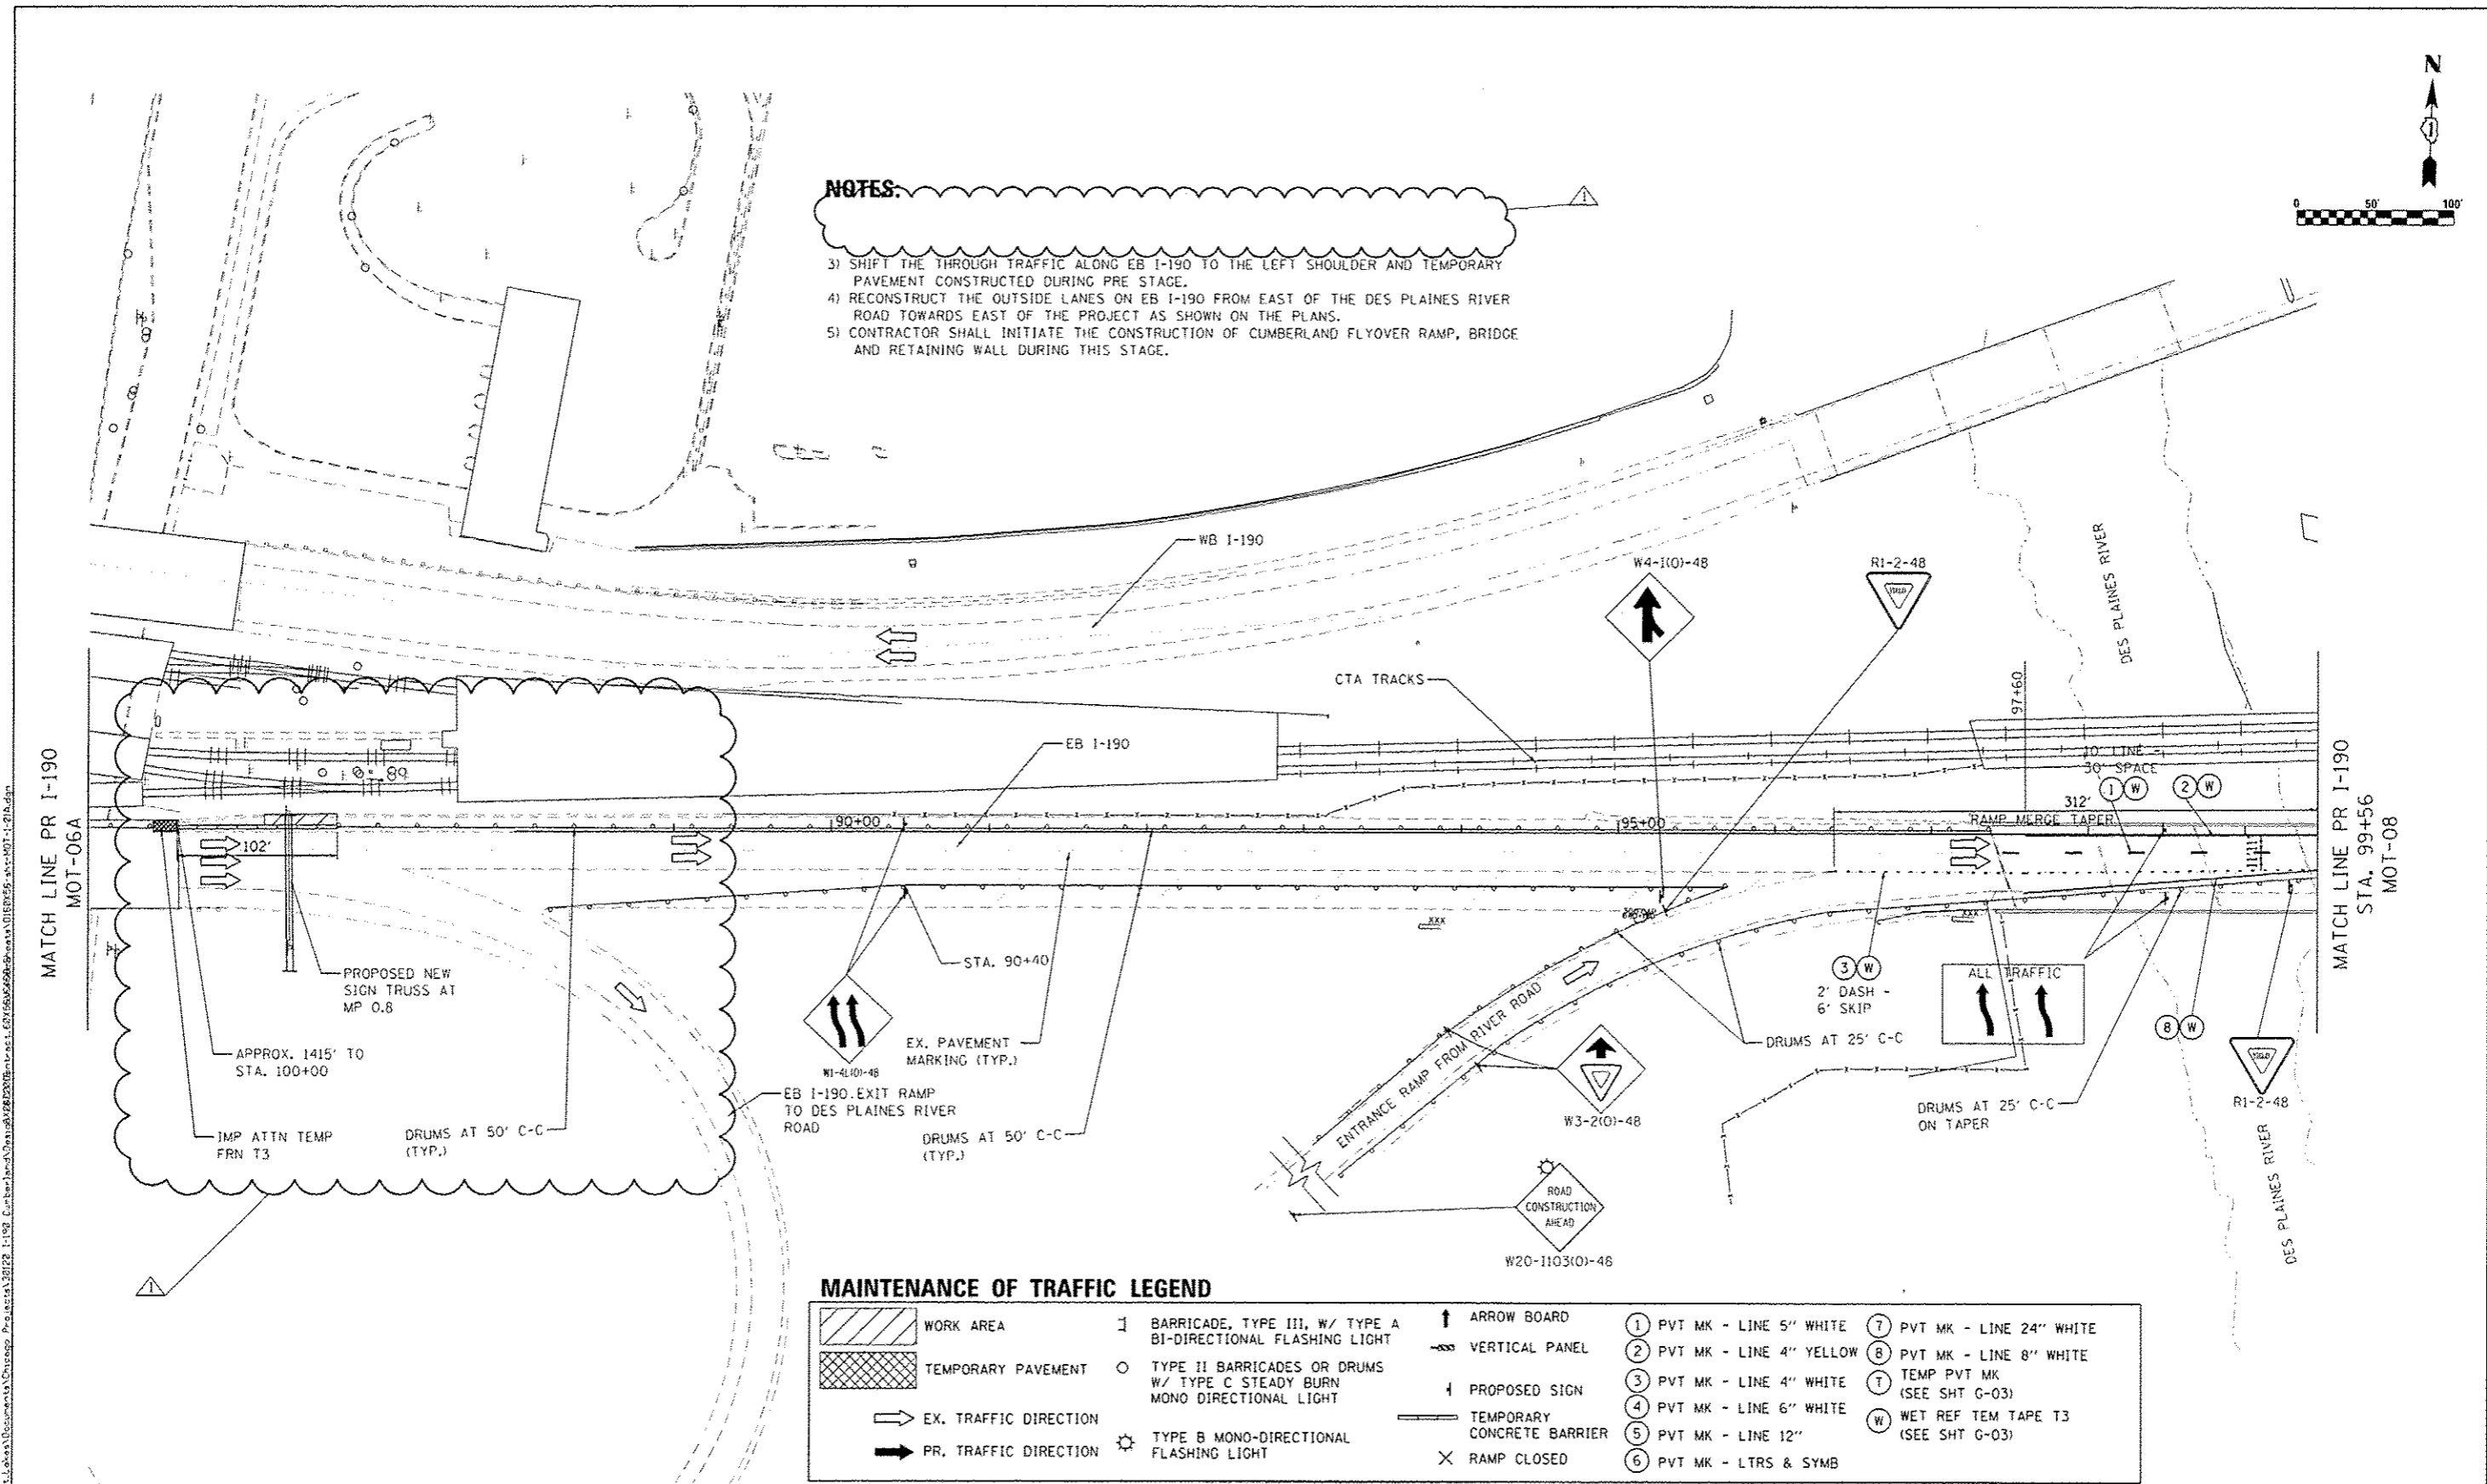 N
0 50' 100'
NOTES:
1
3) SHIFT THE THROUGH TRAFFIC ALONG EB I-190 TO THE LEFT SHOULDER AND TEMPORARY
PAVEMENT CONSTRUCTED DURING PRE STAGE.
4) RECONSTRUCT THE OUTSIDE LANES ON EB I-190 FROM EAST OF THE DES PLAINES RIVER
ROAD TOWARDS EAST OF THE PROJECT AS SHOWN ON THE PLANS.
5) CONTRACTOR SHALL INITIATE THE CONSTRUCTION OF CUMBERLAND FLYOVER RAMP, BRIDGE
AND RETAINING WALL DURING THIS STAGE.
WB I-190
W4-1(O)-48
R1-2-48
YIELD
DES PLAINES RIVER
CTA TRACKS
97+60
EB I-190
10' LINE -
30' SPACE
1 W
2 W
312'
RAMP MERGE TAPER
MATCH LINE PR I-190
MOT-06A
MATCH LINE PR I-190
STA. 99+56
MOT-08
90+00
95+00
102'
11'
11'
PROPOSED NEW
SIGN TRUSS AT
MP 0.8
STA. 90+40
3 W
2' DASH -
6' SKIP
ALL TRAFFIC
8 W
APPROX. 1415' TO
STA. 100+00
EX. PAVEMENT
MARKING (TYP.)
W1-4L(O)-48
DRUMS AT 25' C-C
ENTRANCE RAMP FROM RIVER ROAD
EB I-190 EXIT RAMP
TO DES PLAINES RIVER
ROAD
W3-2(O)-48
DRUMS AT 25' C-C
ON TAPER
YIELD
R1-2-48
IMP ATTN TEMP
FRN T3
DRUMS AT 50' C-C
(TYP.)
DRUMS AT 50' C-C
(TYP.)
DES PLAINES RIVER
ROAD
CONSTRUCTION
AHEAD
W20-1103(O)-48
1
MAINTENANCE OF TRAFFIC LEGEND
WORK AREA
TEMPORARY PAVEMENT
EX. TRAFFIC DIRECTION
PR. TRAFFIC DIRECTION
BARRICADE, TYPE III, W/ TYPE A
BI-DIRECTIONAL FLASHING LIGHT
TYPE II BARRICADES OR DRUMS
W/ TYPE C STEADY BURN
MONO DIRECTIONAL LIGHT
TYPE B MONO-DIRECTIONAL
FLASHING LIGHT
ARROW BOARD
VERTICAL PANEL
PROPOSED SIGN
TEMPORARY
CONCRETE BARRIER
RAMP CLOSED
1 PVT MK - LINE 5" WHITE
2 PVT MK - LINE 4" YELLOW
3 PVT MK - LINE 4" WHITE
4 PVT MK - LINE 6" WHITE
5 PVT MK - LINE 12"
6 PVT MK - LTRS & SYMB
7 PVT MK - LINE 24" WHITE
8 PVT MK - LINE 8" WHITE
T TEMP PVT MK
(SEE SHT G-03)
W WET REF TEM TAPE T3
(SEE SHT G-03)